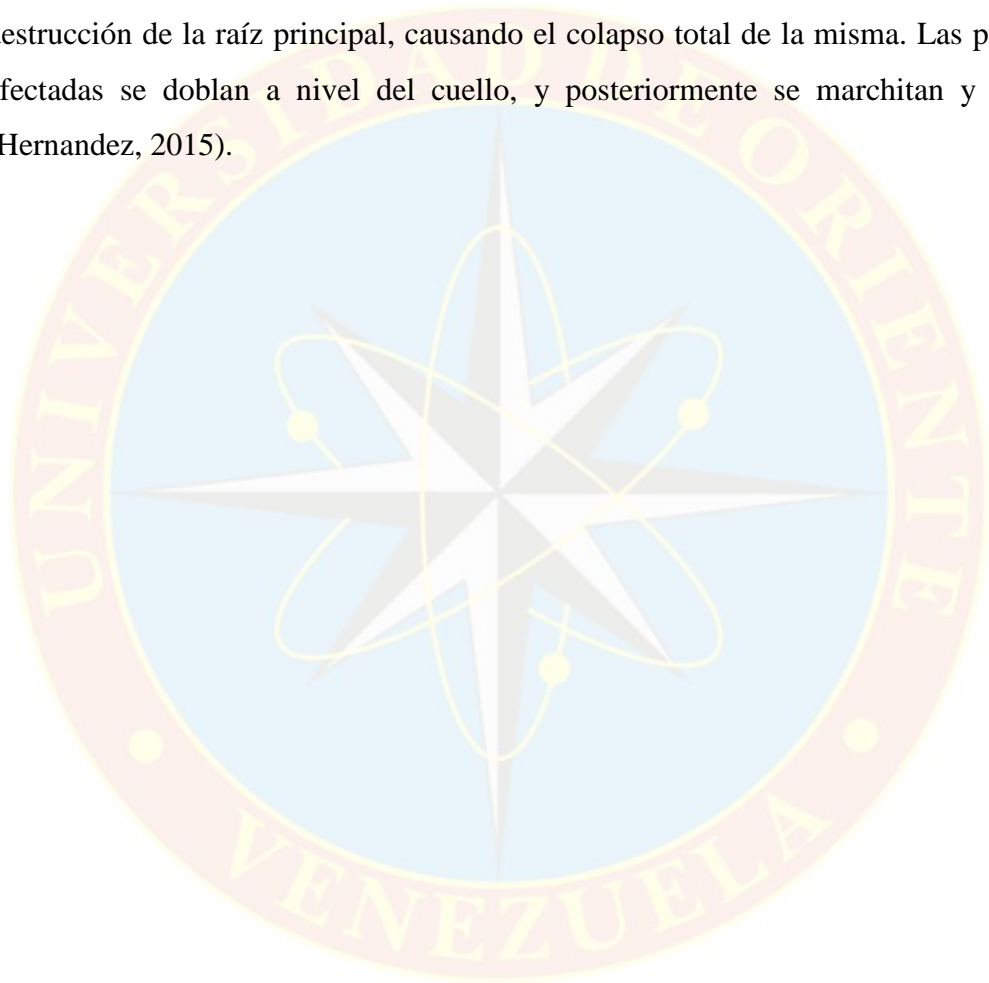 estrucción de la raíz principal, causando el colapso total de la misma. Las p
fectadas se doblan a nivel del cuello, y posteriormente se marchitan y
Hernandez, 2015).
UNIVERSIDAD DE ORIENTE
VENEZUELA